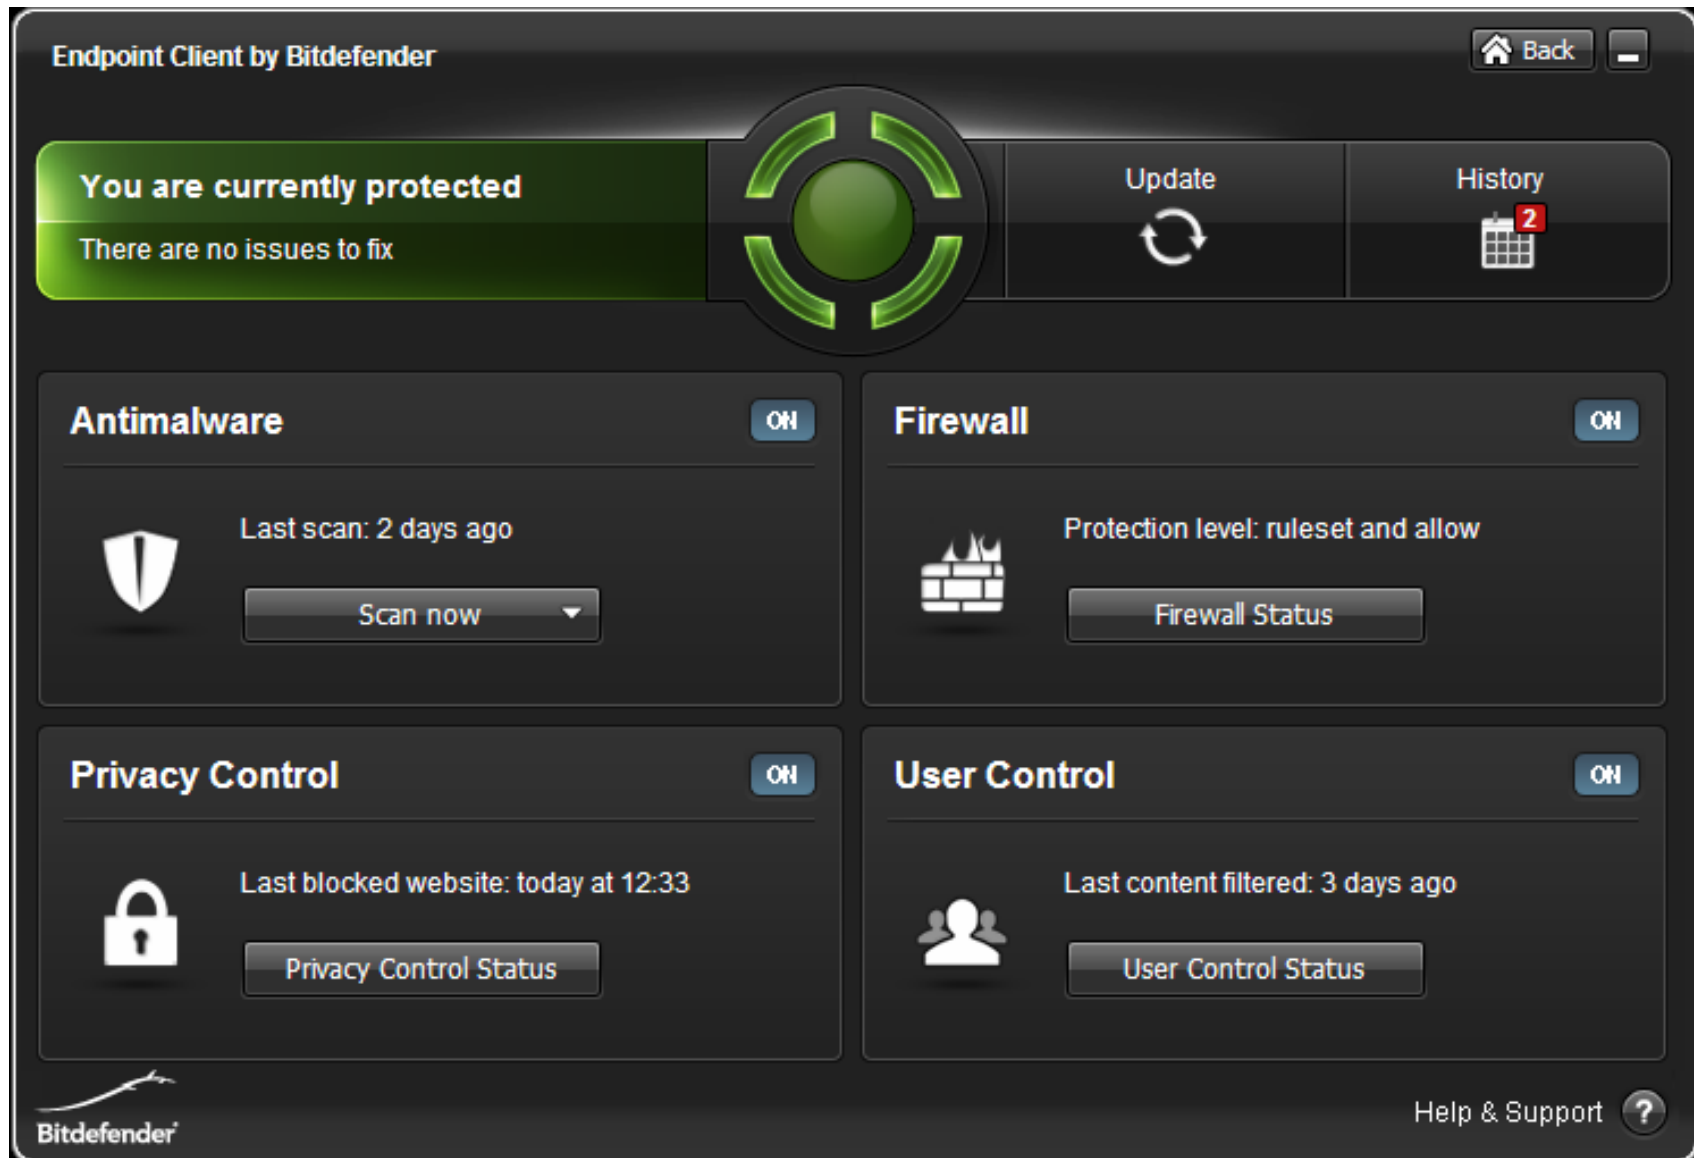 Endpoint Client by Bitdefender
Back
You are currently protected
There are no issues to fix
Update
History
2
Antimalware
ON
Last scan: 2 days ago
Scan now
Firewall
ON
Protection level: ruleset and allow
Firewall Status
Privacy Control
ON
Last blocked website: today at 12:33
Privacy Control Status
User Control
ON
Last content filtered: 3 days ago
User Control Status
Bitdefender
Help & Support ?